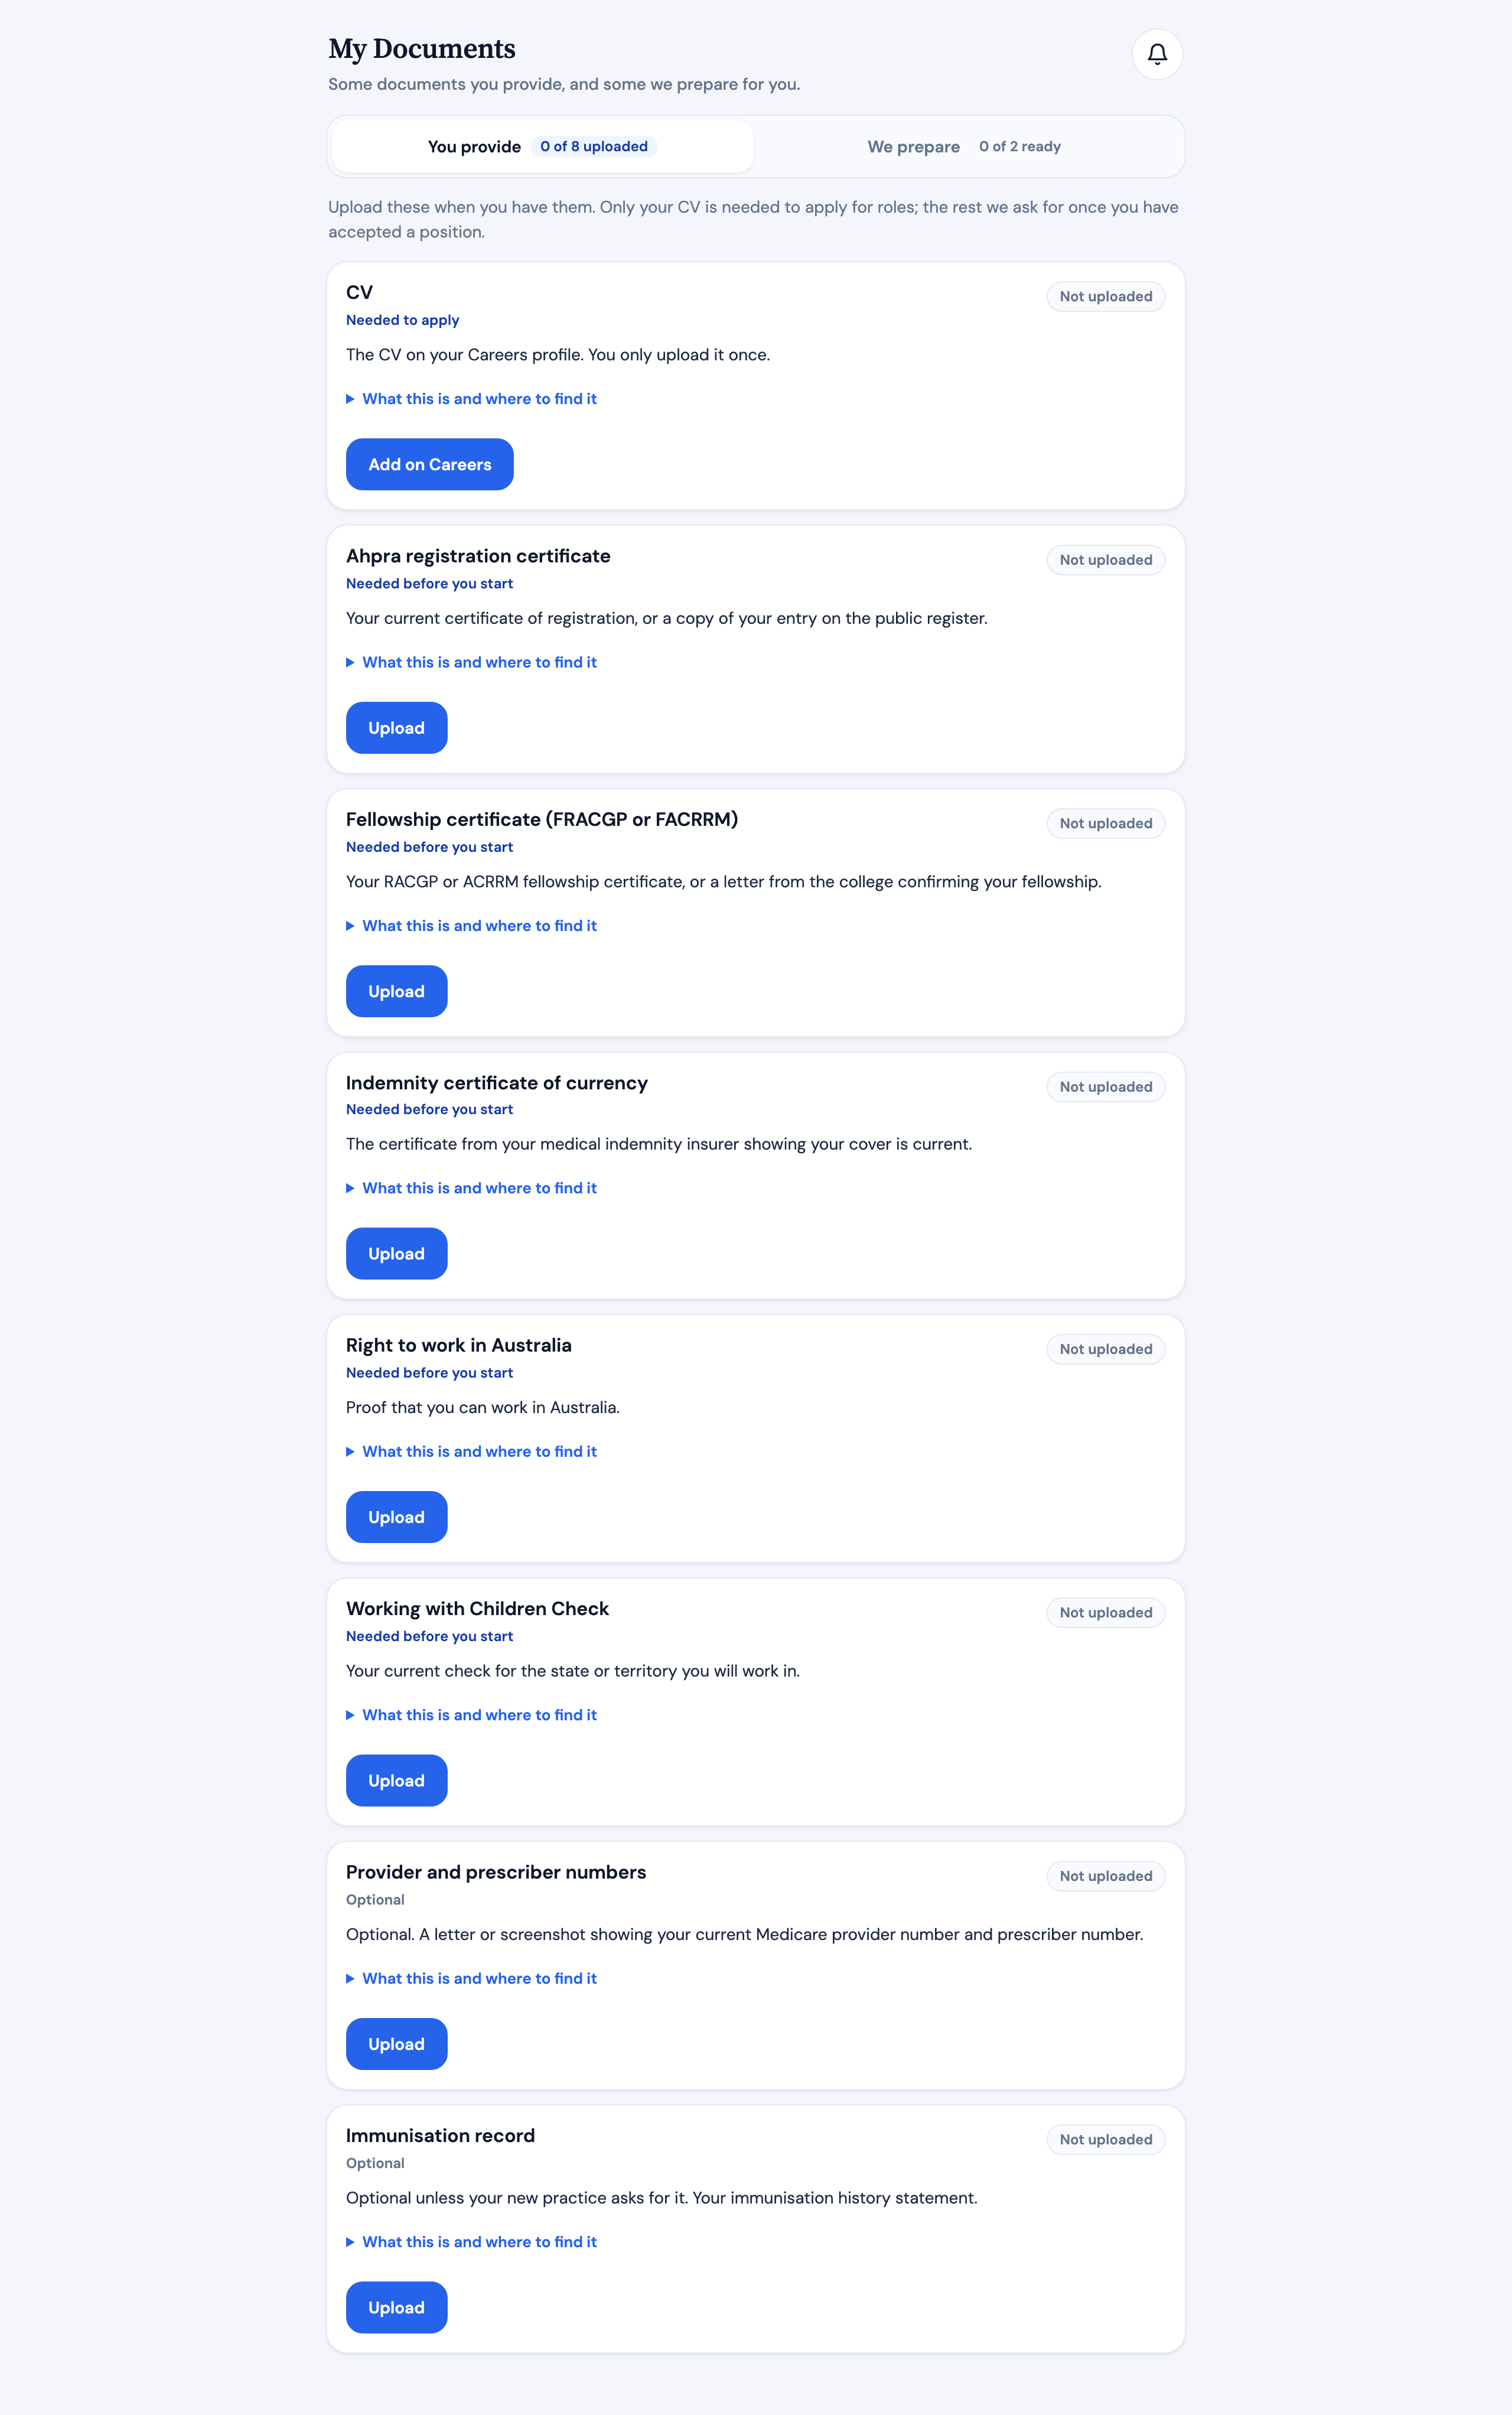 My Documents
Some documents you provide, and some we prepare for you.
You provide 0 of 8 uploaded
We prepare 0 of 2 ready
Upload these when you have them. Only your CV is needed to apply for roles; the rest we ask for once you have
accepted a position.
CV
Not uploaded
Needed to apply
The CV on your Careers profile. You only upload it once.
What this is and where to find it
Add on Careers
Ahpra registration certificate
Not uploaded
Needed before you start
Your current certificate of registration, or a copy of your entry on the public register.
What this is and where to find it
Upload
Fellowship certificate (FRACGP or FACRRM)
Not uploaded
Needed before you start
Your RACGP or ACRRM fellowship certificate, or a letter from the college confirming your fellowship.
What this is and where to find it
Upload
Indemnity certificate of currency
Not uploaded
Needed before you start
The certificate from your medical indemnity insurer showing your cover is current.
What this is and where to find it
Upload
Right to work in Australia
Not uploaded
Needed before you start
Proof that you can work in Australia.
What this is and where to find it
Upload
Working with Children Check
Not uploaded
Needed before you start
Your current check for the state or territory you will work in.
What this is and where to find it
Upload
Provider and prescriber numbers
Not uploaded
Optional
Optional. A letter or screenshot showing your current Medicare provider number and prescriber number.
What this is and where to find it
Upload
Immunisation record
Not uploaded
Optional
Optional unless your new practice asks for it. Your immunisation history statement.
What this is and where to find it
Upload